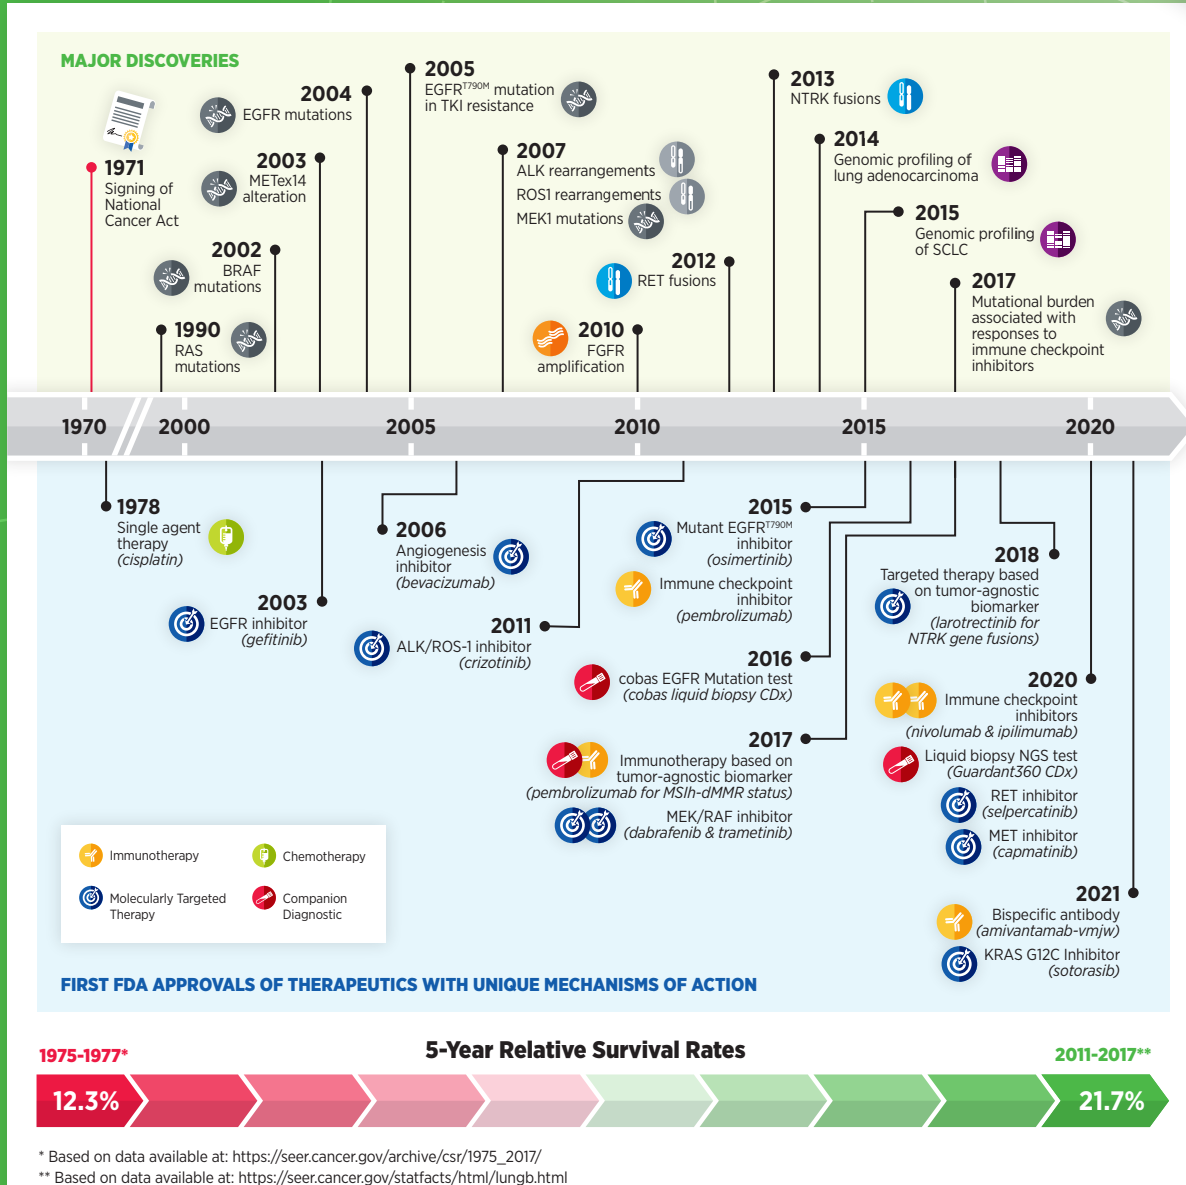 MAJOR DISCOVERIES
1971
Signing of
National
Cancer Act
1990
RAS
mutations
2002
BRAF
mutations
2003
METex14
alteration
2004
EGFR mutations
2005
EGFRT790M mutation
in TKI resistance
2007
ALK rearrangements
ROS1 rearrangements
MEK1 mutations
2010
FGFR
amplification
2012
RET fusions
2013
NTRK fusions
2014
Genomic profiling of
lung adenocarcinoma
2015
Genomic profiling
of SCLC
2017
Mutational burden
associated with
responses to
immune checkpoint
inhibitors
1970 2000 2005 2010 2015 2020
1978
Single agent
therapy
(cisplatin)
2003
EGFR inhibitor
(gefitinib)
2006
Angiogenesis
inhibitor
(bevacizumab)
2011
ALK/ROS-1 inhibitor
(crizotinib)
2015
Mutant EGFRT790M
inhibitor
(osimertinib)
Immune checkpoint
inhibitor
(pembrolizumab)
2016
cobas EGFR Mutation test
(cobas liquid biopsy CDx)
2017
Immunotherapy based on
tumor-agnostic biomarker
(pembrolizumab for MSIh-dMMR status)
MEK/RAF inhibitor
(dabrafenib & trametinib)
2018
Targeted therapy based
on tumor-agnostic
biomarker
(larotrectinib for
NTRK gene fusions)
2020
Immune checkpoint
inhibitors
(nivolumab & ipilimumab)
Liquid biopsy NGS test
(Guardant360 CDx)
RET inhibitor
(selpercatinib)
MET inhibitor
(capmatinib)
2021
Bispecific antibody
(amivantamab-vmjw)
KRAS G12C Inhibitor
(sotorasib)
Immunotherapy
Chemotherapy
Molecularly Targeted
Therapy
Companion
Diagnostic
FIRST FDA APPROVALS OF THERAPEUTICS WITH UNIQUE MECHANISMS OF ACTION
5-Year Relative Survival Rates
1975-1977*
2011-2017**
12.3%
21.7%
* Based on data available at: https://seer.cancer.gov/archive/csr/1975_2017/
** Based on data available at: https://seer.cancer.gov/statfacts/html/lungb.html